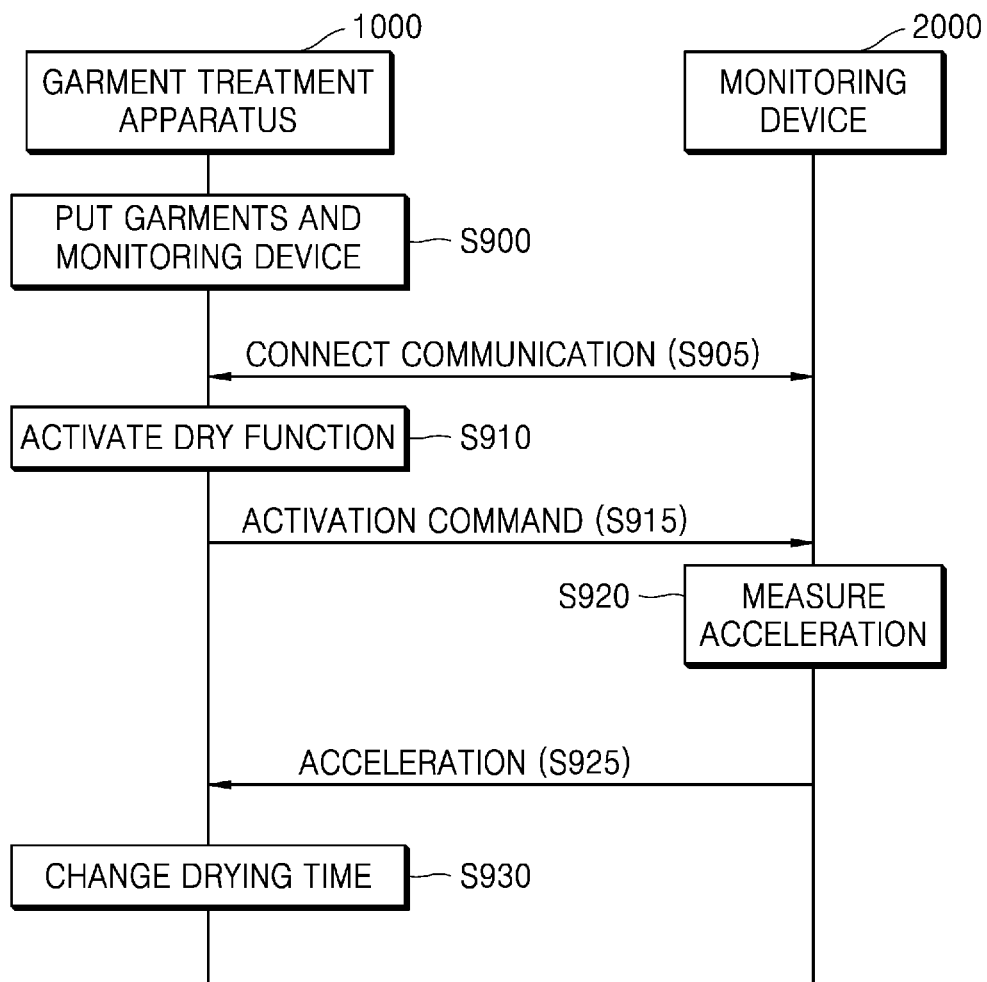 1000
2000
GARMENT TREATMENT
APPARATUS
MONITORING
DEVICE
PUT GARMENTS AND
MONITORING DEVICE
S900
CONNECT COMMUNICATION (S905)
ACTIVATE DRY FUNCTION
S910
ACTIVATION COMMAND (S915)
S920
MEASURE
ACCELERATION
ACCELERATION (S925)
CHANGE DRYING TIME
S930